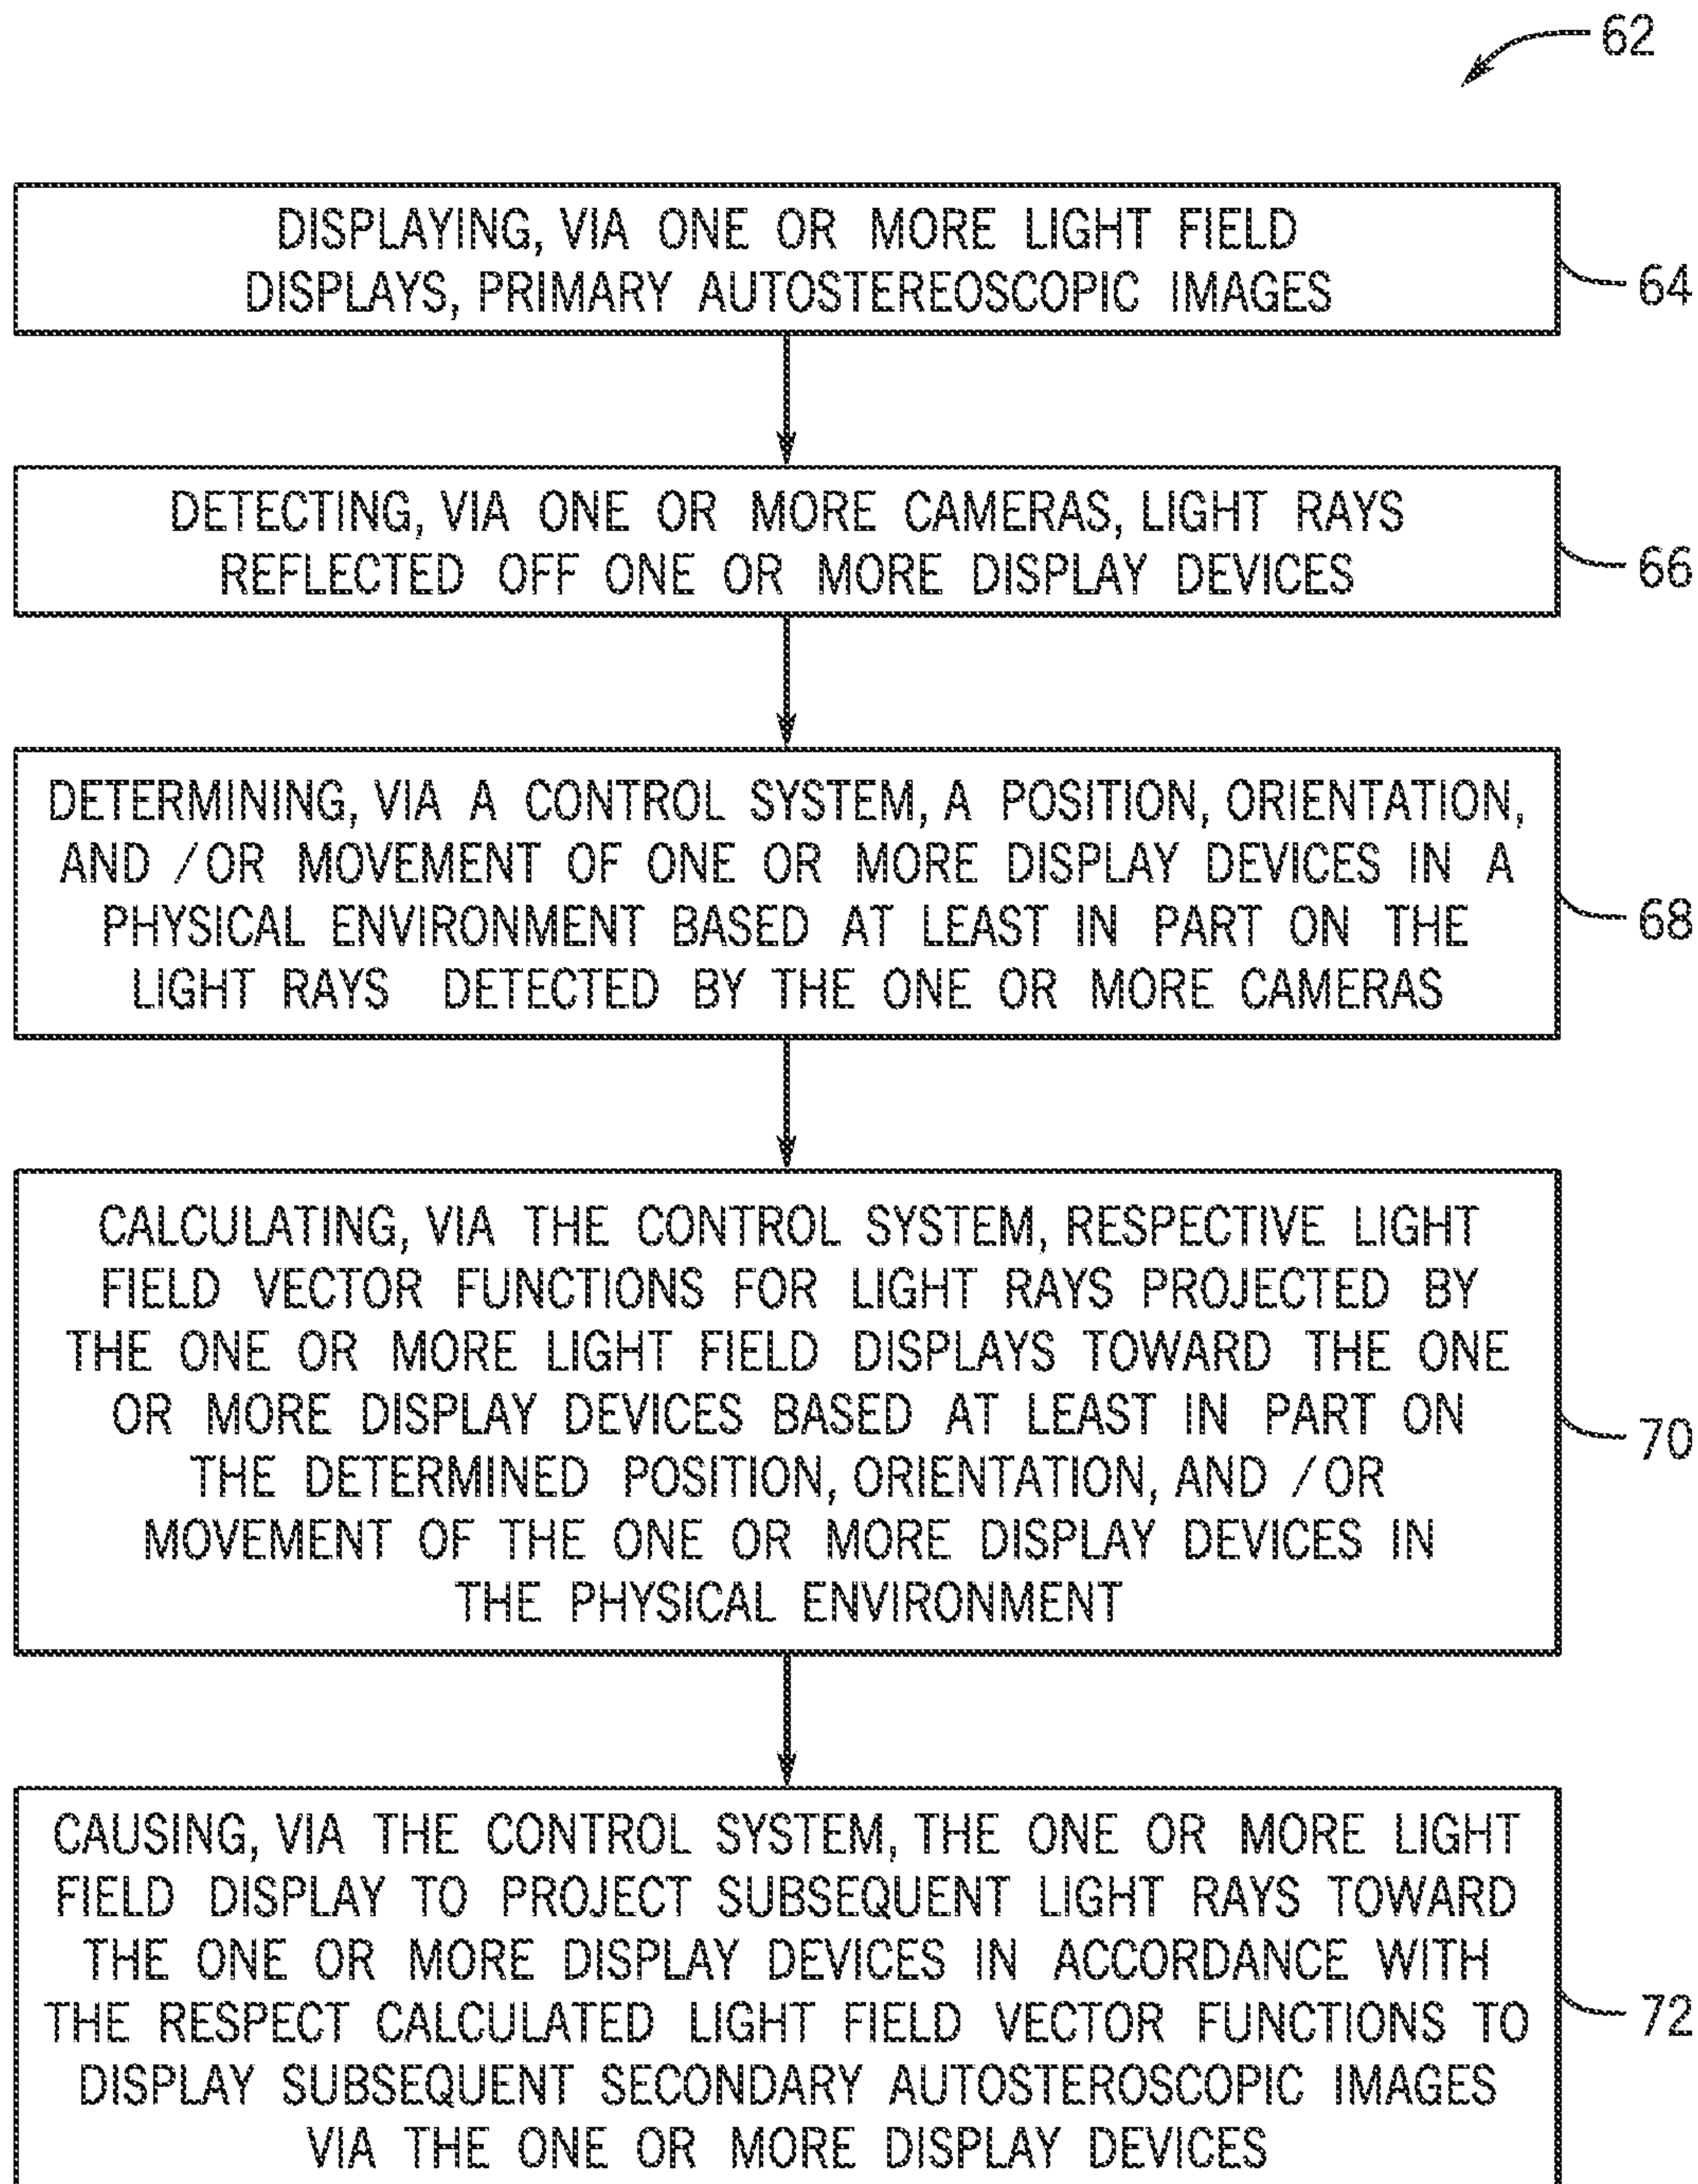 62
DISPLAYING, VIA ONE OR MORE LIGHT FIELD
DISPLAYS, PRIMARY AUTOSTEREOSCOPIC IMAGES
64
DETECTING, VIA ONE OR MORE CAMERAS, LIGHT RAYS
REFLECTED OFF ONE OR MORE DISPLAY DEVICES
66
DETERMINING, VIA A CONTROL SYSTEM, A POSITION, ORIENTATION,
AND /OR MOVEMENT OF ONE OR MORE DISPLAY DEVICES IN A
PHYSICAL ENVIRONMENT BASED AT LEAST IN PART ON THE
LIGHT RAYS DETECTED BY THE ONE OR MORE CAMERAS
68
CALCULATING, VIA THE CONTROL SYSTEM, RESPECTIVE LIGHT
FIELD VECTOR FUNCTIONS FOR LIGHT RAYS PROJECTED BY
THE ONE OR MORE LIGHT FIELD DISPLAYS TOWARD THE ONE
OR MORE DISPLAY DEVICES BASED AT LEAST IN PART ON
THE DETERMINED POSITION, ORIENTATION, AND /OR
MOVEMENT OF THE ONE OR MORE DISPLAY DEVICES IN
THE PHYSICAL ENVIRONMENT
70
CAUSING, VIA THE CONTROL SYSTEM, THE ONE OR MORE LIGHT
FIELD DISPLAY TO PROJECT SUBSEQUENT LIGHT RAYS TOWARD
THE ONE OR MORE DISPLAY DEVICES IN ACCORDANCE WITH
THE RESPECT CALCULATED LIGHT FIELD VECTOR FUNCTIONS TO
DISPLAY SUBSEQUENT SECONDARY AUTOSTEROSCOPIC IMAGES
VIA THE ONE OR MORE DISPLAY DEVICES
72